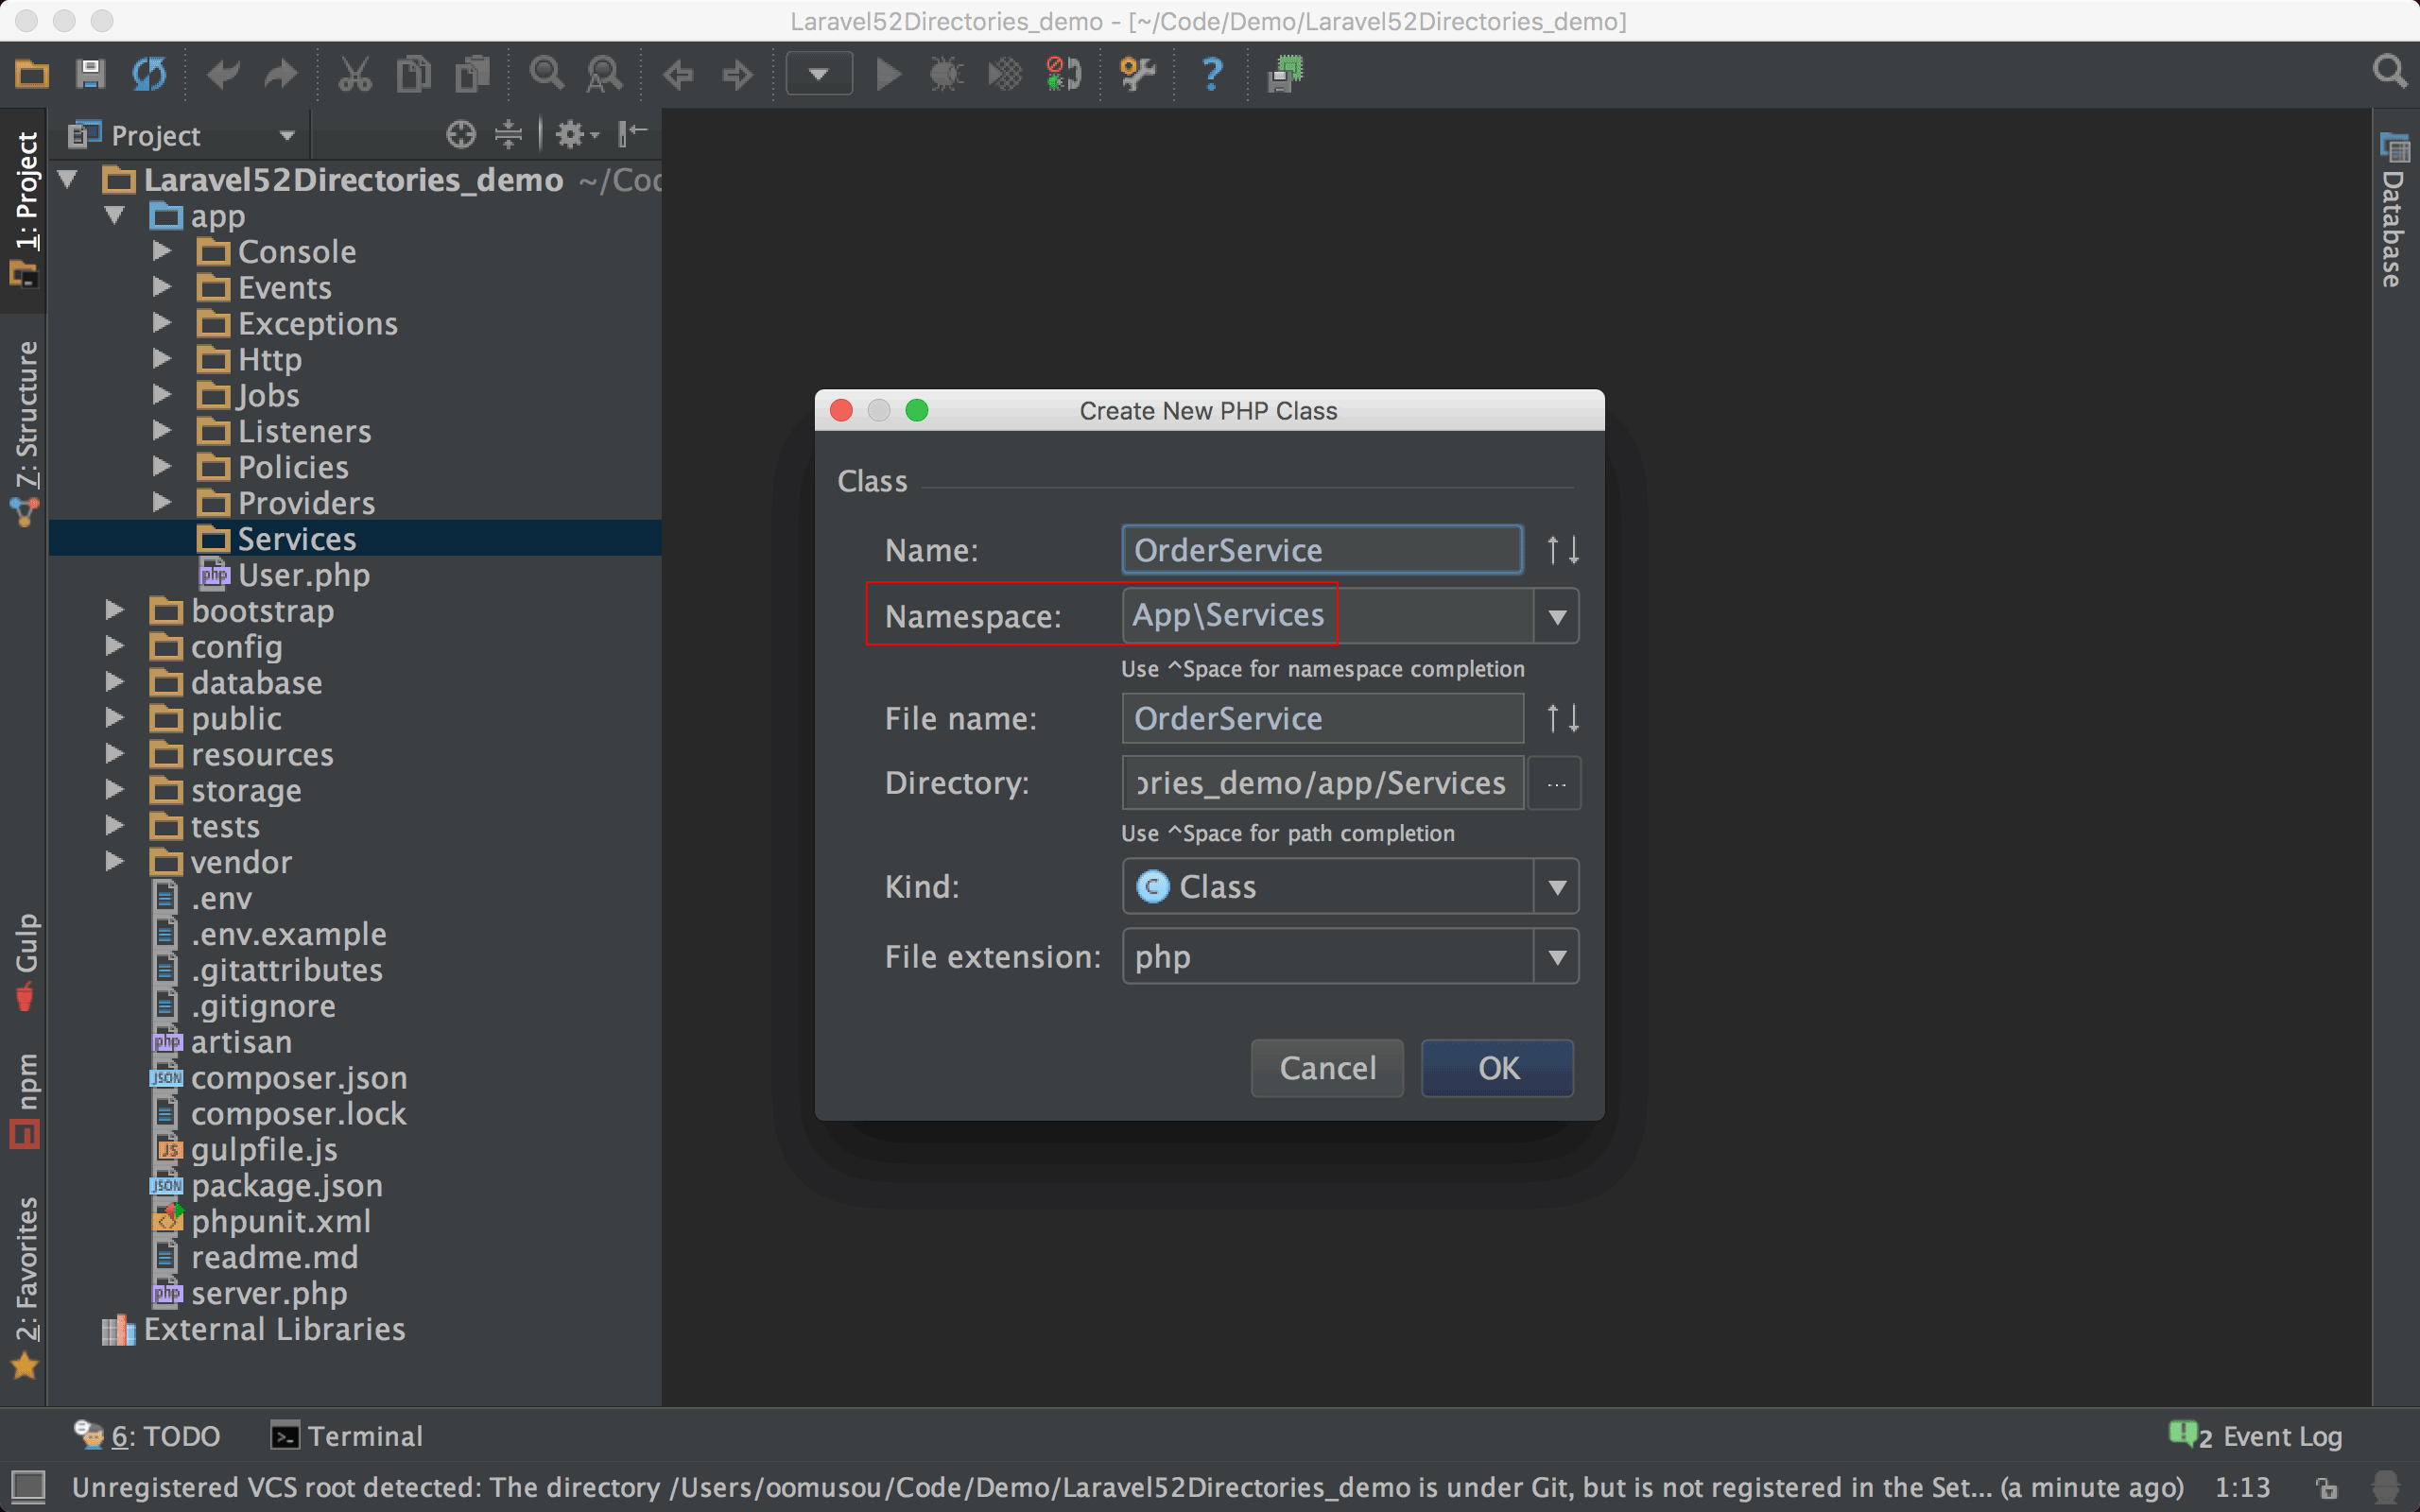 Laravel52Directories_demo - [~/Code/Demo/Laravel52Directories_demo]
Project
1: Project
7: Structure
Gulp
npm
2: Favorites
Laravel52Directories_demo ~/Cod
app
Console
Events
Exceptions
Http
Jobs
Listeners
Policies
Providers
Services
User.php
bootstrap
config
database
public
resources
storage
tests
vendor
.env
.env.example
.gitattributes
.gitignore
artisan
composer.json
composer.lock
gulpfile.js
package.json
phpunit.xml
readme.md
server.php
External Libraries
Create New PHP Class
Class
Name: OrderService
Namespace: App\Services
Use ^Space for namespace completion
File name: OrderService
Directory: ories_demo/app/Services ...
Use ^Space for path completion
Kind: C Class
File extension: php
Cancel OK
Database
6: TODO Terminal 2 Event Log
Unregistered VCS root detected: The directory /Users/oomusou/Code/Demo/Laravel52Directories_demo is under Git, but is not registered in the Set... (a minute ago) 1:13